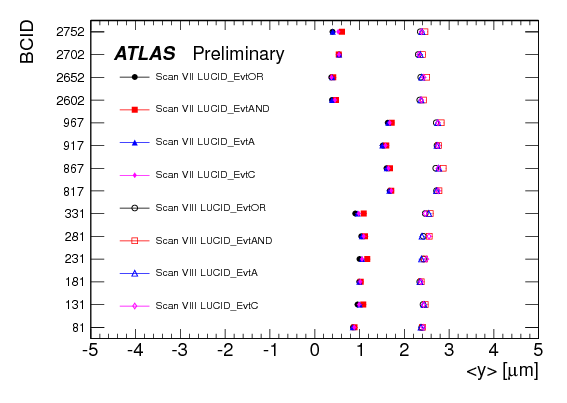 BCID
ATLAS Preliminary
2752
2702
2652
2602
967
917
867
817
331
281
231
181
131
81
Scan VII LUCID_EvtOR
Scan VII LUCID_EvtAND
Scan VII LUCID_EvtA
Scan VII LUCID_EvtC
Scan VIII LUCID_EvtOR
Scan VIII LUCID_EvtAND
Scan VIII LUCID_EvtA
Scan VIII LUCID_EvtC
-5 -4 -3 -2 -1 0 1 2 3 4 5
<y> [μm]